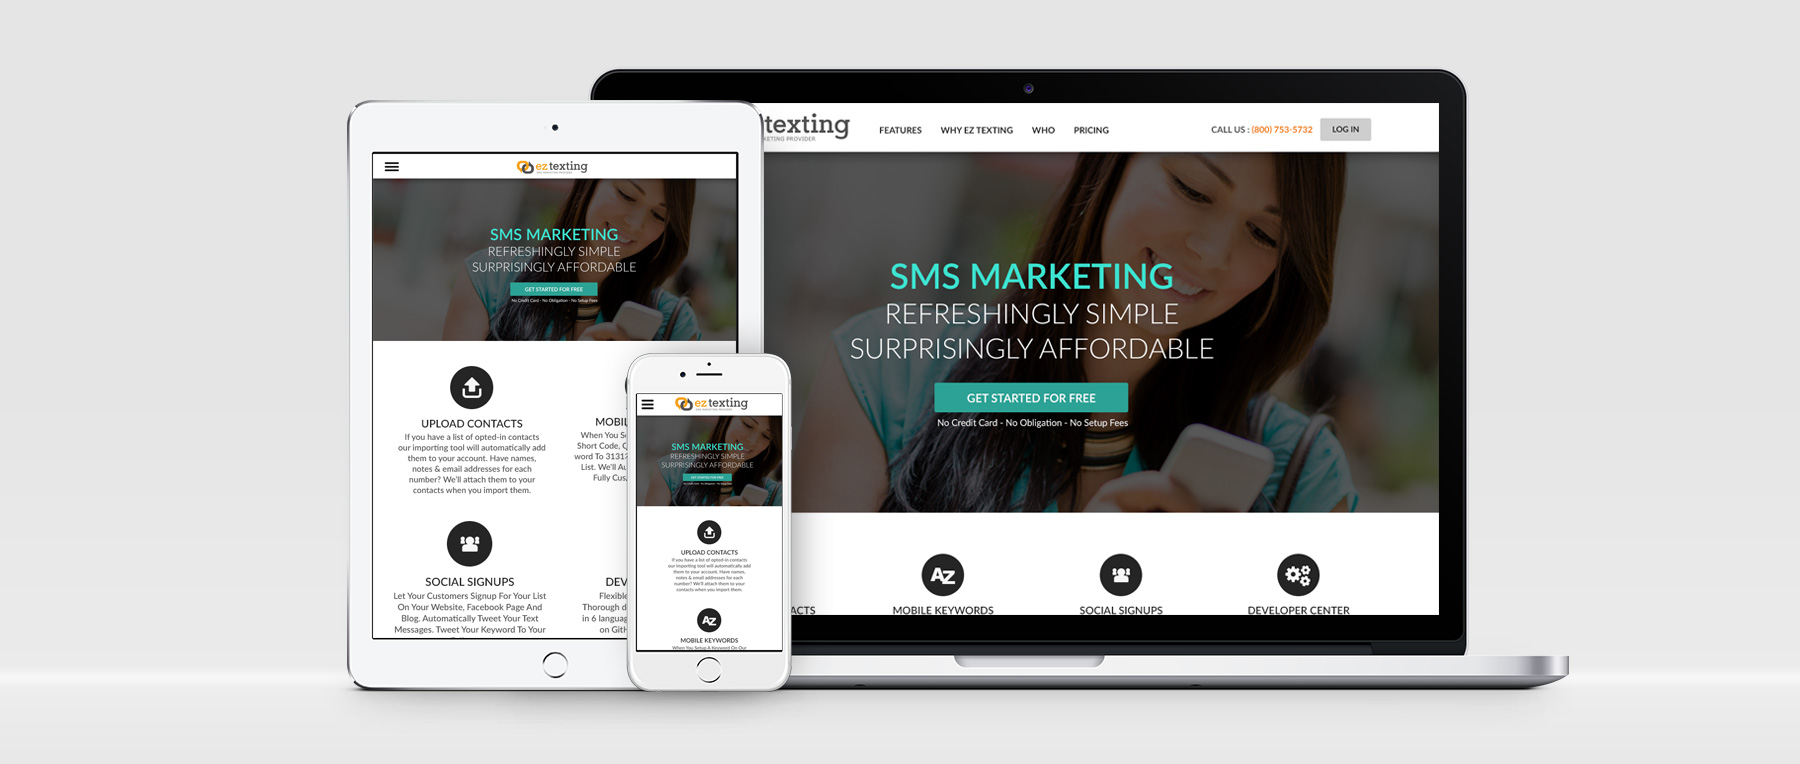 ez texting
SMS MARKETING
REFRESHINGLY SIMPLE
SURPRISINGLY AFFORDABLE
GET STARTED FOR FREE
No Credit Card - No Obligation - No Setup Fees
UPLOAD CONTACTS
If you have a list of opted-in contacts
our importing tool will automatically add
them to your account. Have names,
notes & email addresses for each
number? We'll attach them to your
contacts when you import them.
MOBIL
When You Se
Short Code,
word To 3131
List. We'll Au
Fully Cus
SOCIAL SIGNUPS
Let Your Customers Signup For Your List
On Your Website, Facebook Page And
Blog. Automatically Tweet Your Text
Messages. Tweet Your Keyword To Your
DEV
Flexible
Thorough d
in 6 languag
on GitH
ez texting
SMS MARKETING
REFRESHINGLY SIMPLE
SURPRISINGLY AFFORDABLE
GET STARTED FOR FREE
No Credit Card - No Obligation - No Setup Fees
UPLOAD CONTACTS
If you have a list of opted-in contacts
our importing tool will automatically add
them to your account. Have names,
notes & email addresses for each
number? We'll attach them to your
contacts when you import them.
AZ
MOBILE KEYWORDS
When You Setup A Keyword On Our
texting
KETING PROVIDER
FEATURES WHY EZ TEXTING WHO PRICING CALL US : (800) 753-5732 LOG IN
SMS MARKETING
REFRESHINGLY SIMPLE
SURPRISINGLY AFFORDABLE
GET STARTED FOR FREE
No Credit Card - No Obligation - No Setup Fees
AZ
ACTS MOBILE KEYWORDS SOCIAL SIGNUPS DEVELOPER CENTER